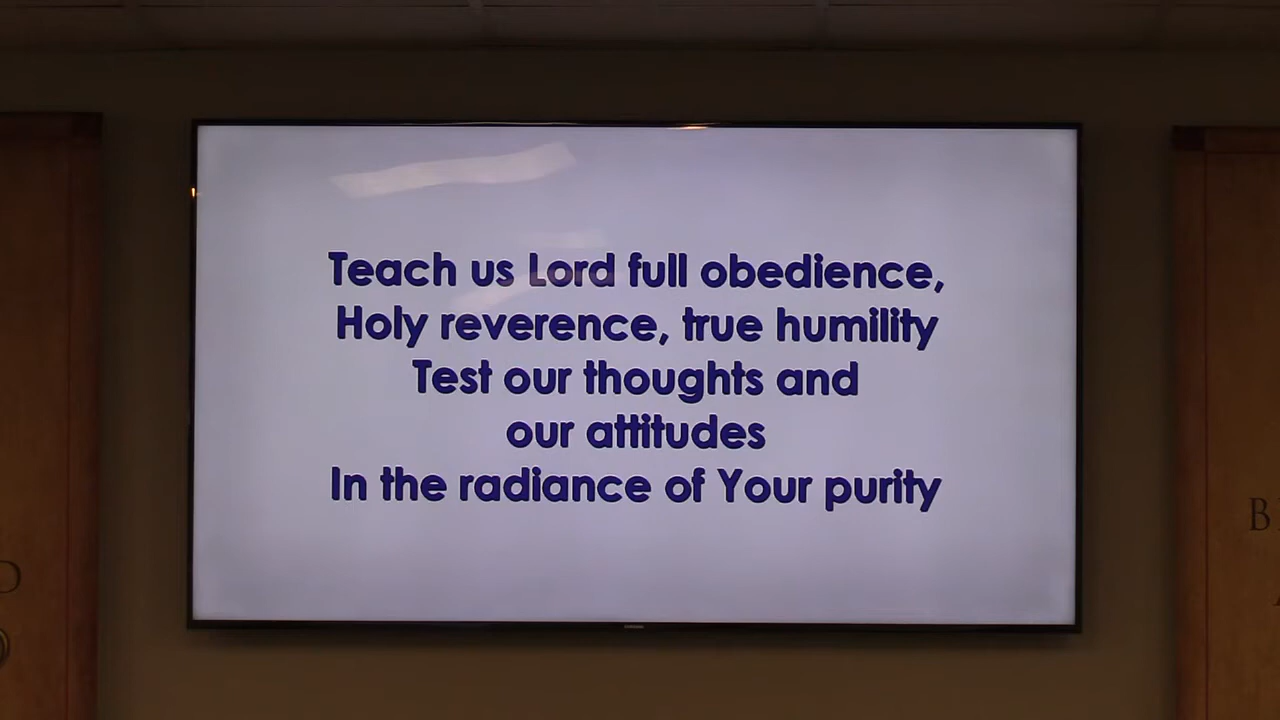 Teach us Lord full obedience,
Holy reverence, true humility
Test our thoughts and
our attitudes
In the radiance of Your purity